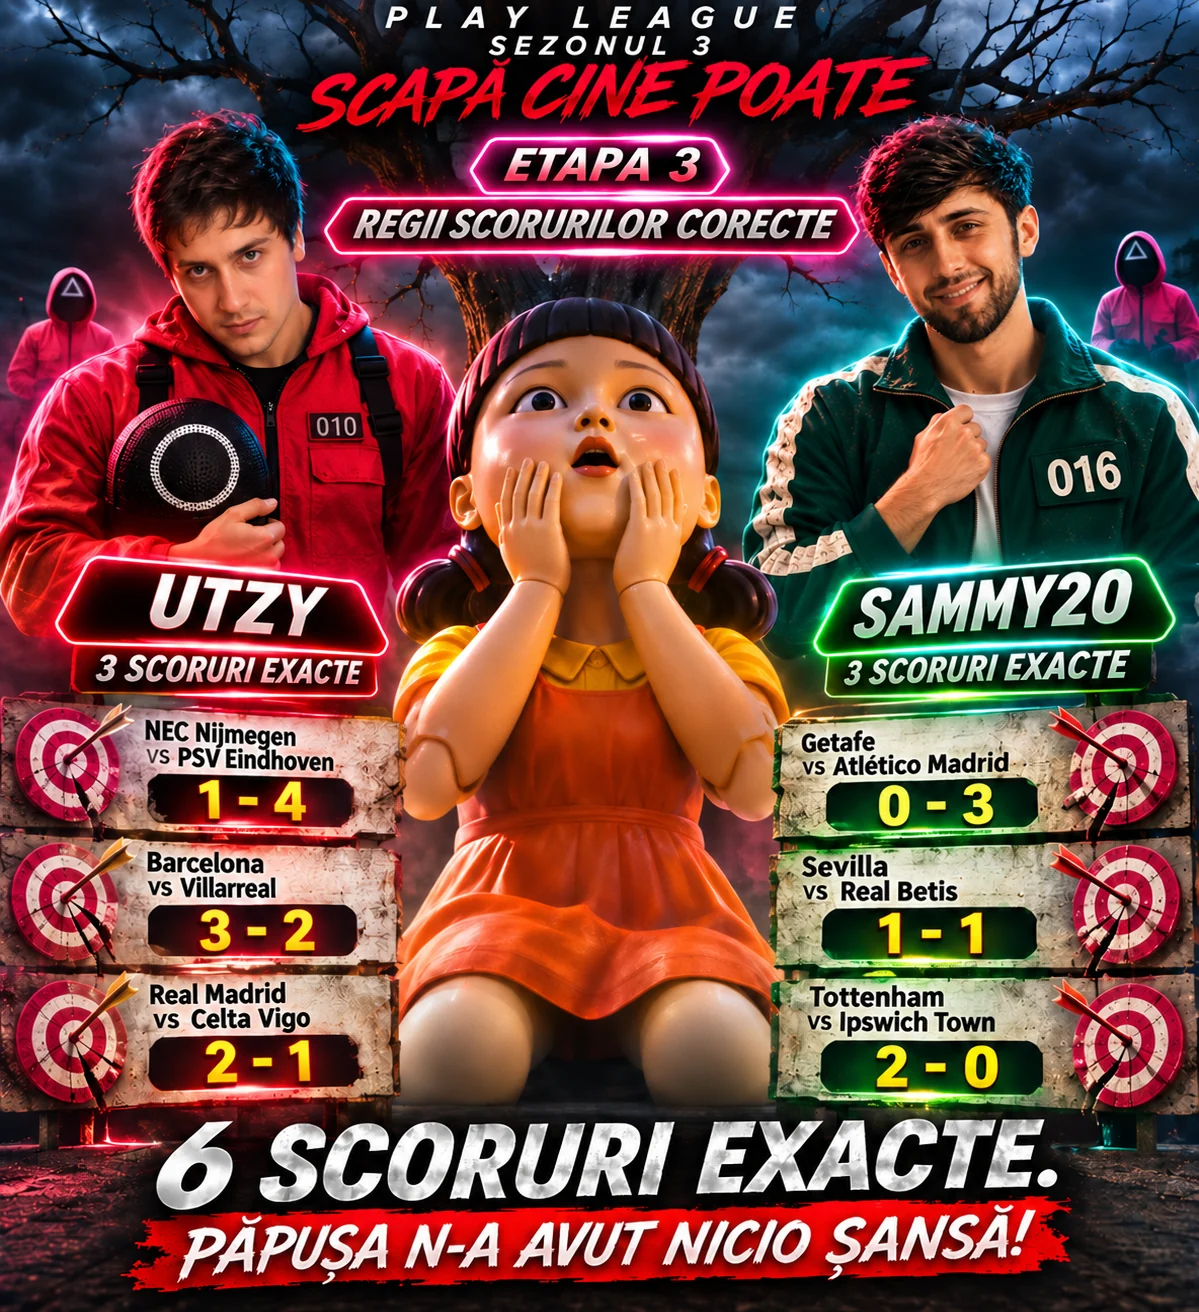 PLAY LEAGUE
SEZONUL 3
SCAPĂ CINE POATE
ETAPA 3
REGII SCORURILOR CORECTE
010
016
UTZY
3 SCORURI EXACTE
NEC Nijmegen
vs PSV Eindhoven
1 - 4
Barcelona
vs Villarreal
3 - 2
Real Madrid
vs Celta Vigo
2 - 1
SAMMY20
3 SCORURI EXACTE
Getafe
vs Atlético Madrid
0 - 3
Sevilla
vs Real Betis
1 - 1
Tottenham
vs Ipswich Town
2 - 0
6 SCORURI EXACTE.
PĂPUȘA N-A AVUT NICIO ȘANSĂ!